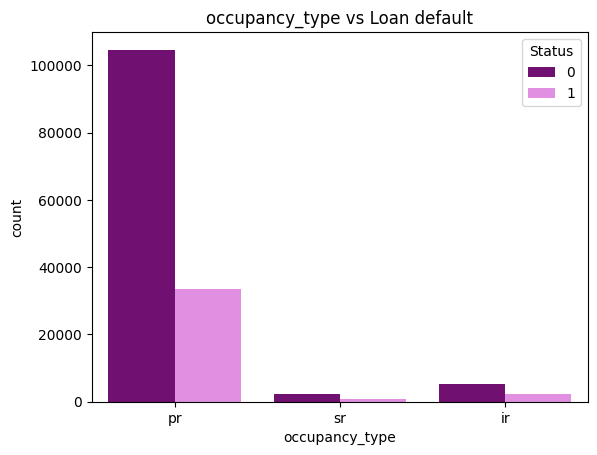 occupancy_type vs Loan default
Status
0
1
100000
80000
60000
40000
20000
0
count
pr
sr
ir
occupancy_type